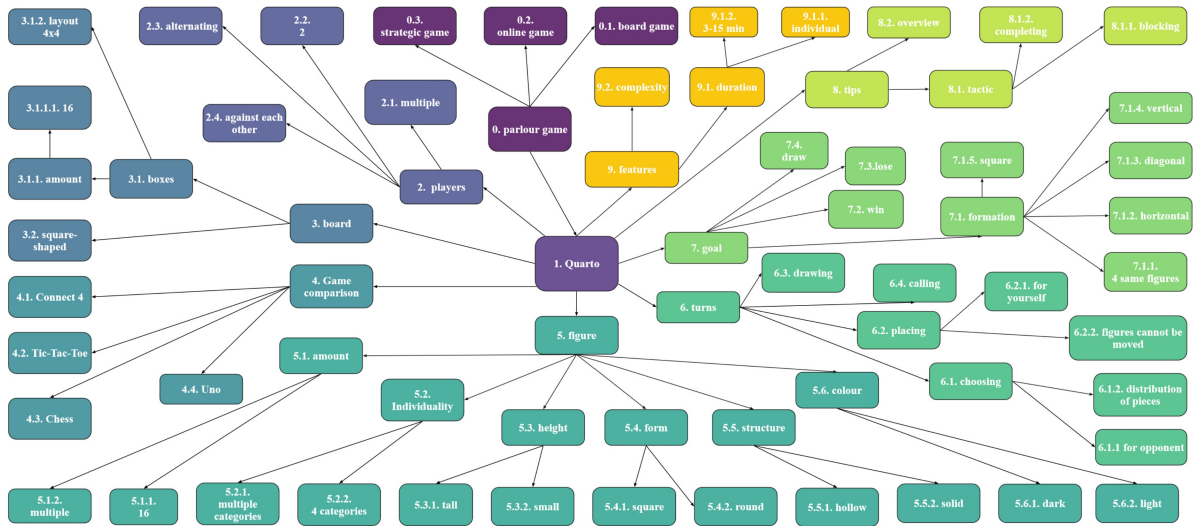 3.1.2. layout
4x4
2.3. alternating
2.2.
2
0.3.
strategic game
0.2.
online game
0.1. board game
9.1.2.
3-15 min
9.1.1.
individual
8.2. overview
8.1.2.
completing
8.1.1. blocking
3.1.1.1. 16
2.4. against each
other
2.1. multiple
0. parlour game
9.2. complexity
9.1. duration
8. tips
8.1. tactic
7.1.4. vertical
3.1.1. amount
3.1. boxes
2. players
9. features
7.4.
draw
7.3.lose
7.2. win
7.1.5. square
7.1. formation
7.1.3. diagonal
7.1.2. horizontal
3.2. square-
shaped
3. board
1. Quarto
7. goal
7.1.1.
4 same figures
4.1. Connect 4
4. Game
comparison
6.3. drawing
6.4. calling
6.2.1. for
yourself
6. turns
6.2. placing
6.2.2. figures cannot be
moved
4.2. Tic-Tac-Toe
5.1. amount
5. figure
4.3. Chess
4.4. Uno
5.2.
Individuality
5.6. colour
6.1. choosing
6.1.2. distribution
of pieces
5.3. height
5.4. form
5.5. structure
6.1.1 for opponent
5.1.2.
multiple
5.1.1.
16
5.2.1.
multiple
categories
5.2.2.
4 categories
5.3.1. tall
5.3.2. small
5.4.1. square
5.4.2. round
5.5.1. hollow
5.5.2. solid
5.6.1. dark
5.6.2. light